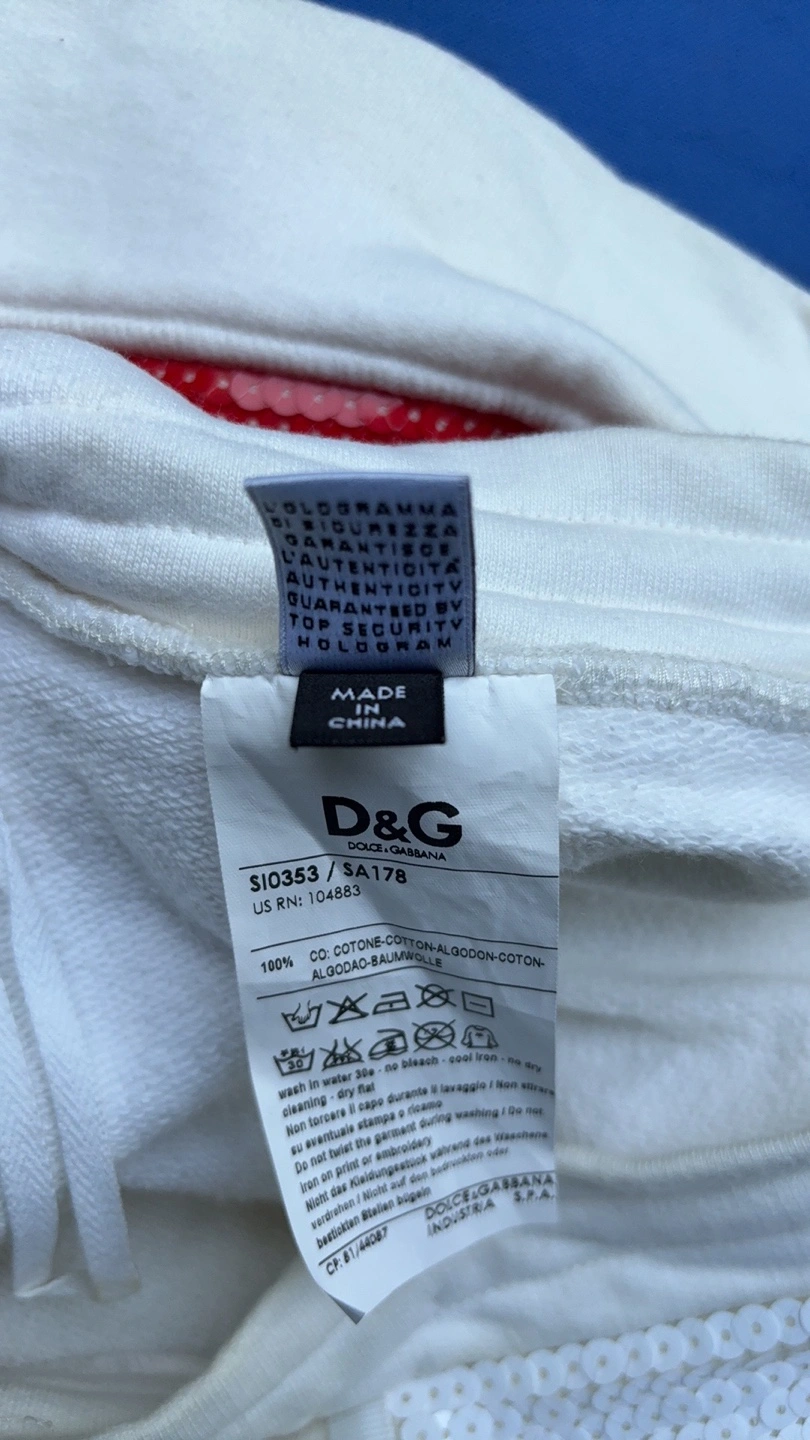 L'OLOGRAMMA
DI SICUREZZA
GARANTISCE
L'AUTENTICITÀ
AUTHENTICITY
GUARANTEED BY
TOP SECURITY
HOLOGRAM
MADE
IN
CHINA
D&G
DOLCE & GABBANA
SI0353 / SA178
US RN: 104883
100% CO: COTONE-COTTON-ALGODON-COTON-
ALGODAO-BAUMWOLLE
30
wash in water 30° - no bleach - cool iron - no dry
cleaning - dry flat
Non torcere il capo durante il lavaggio / Non stirare
su eventuale stampa o ricamo
Do not twist the garment during washing / Do not
iron on print or embroidery
Nicht das Kleidungsstück während des Waschens
verdrehen / Nicht auf den bedruckten oder
bestickten Stellen bügeln
DOLCE & GABBANA
INDUSTRIA S.P.A.
CP: 81/44087